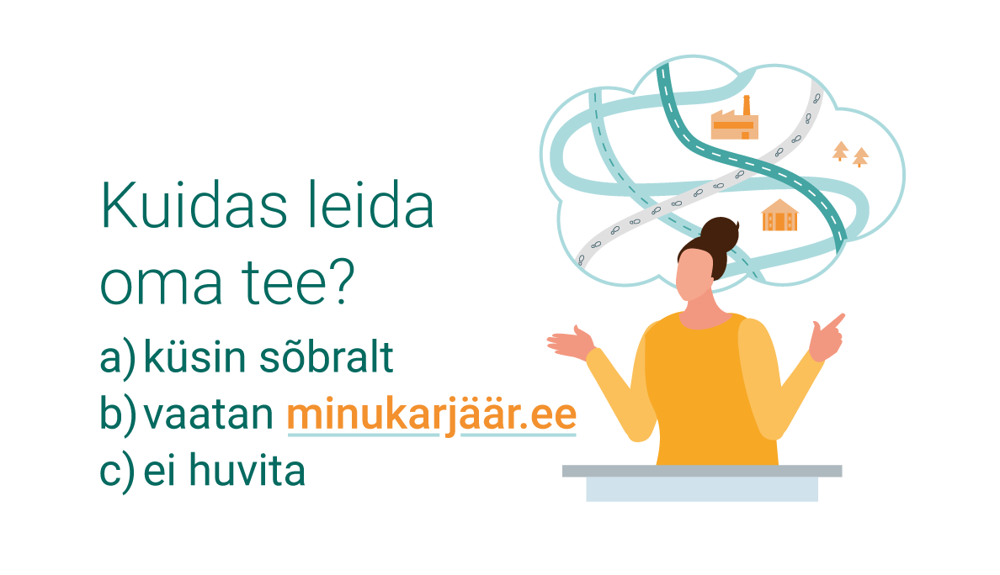 Kuidas leida
oma tee?
a) küsin sõbralt
b) vaatan minukarjäär.ee
c) ei huvita